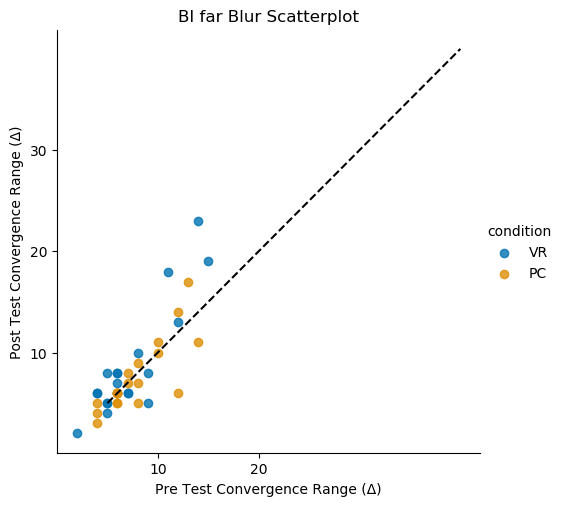 BI far Blur Scatterplot
Post Test Convergence Range (Δ)
30
20
10
10 20
Pre Test Convergence Range (Δ)
condition
VR
PC